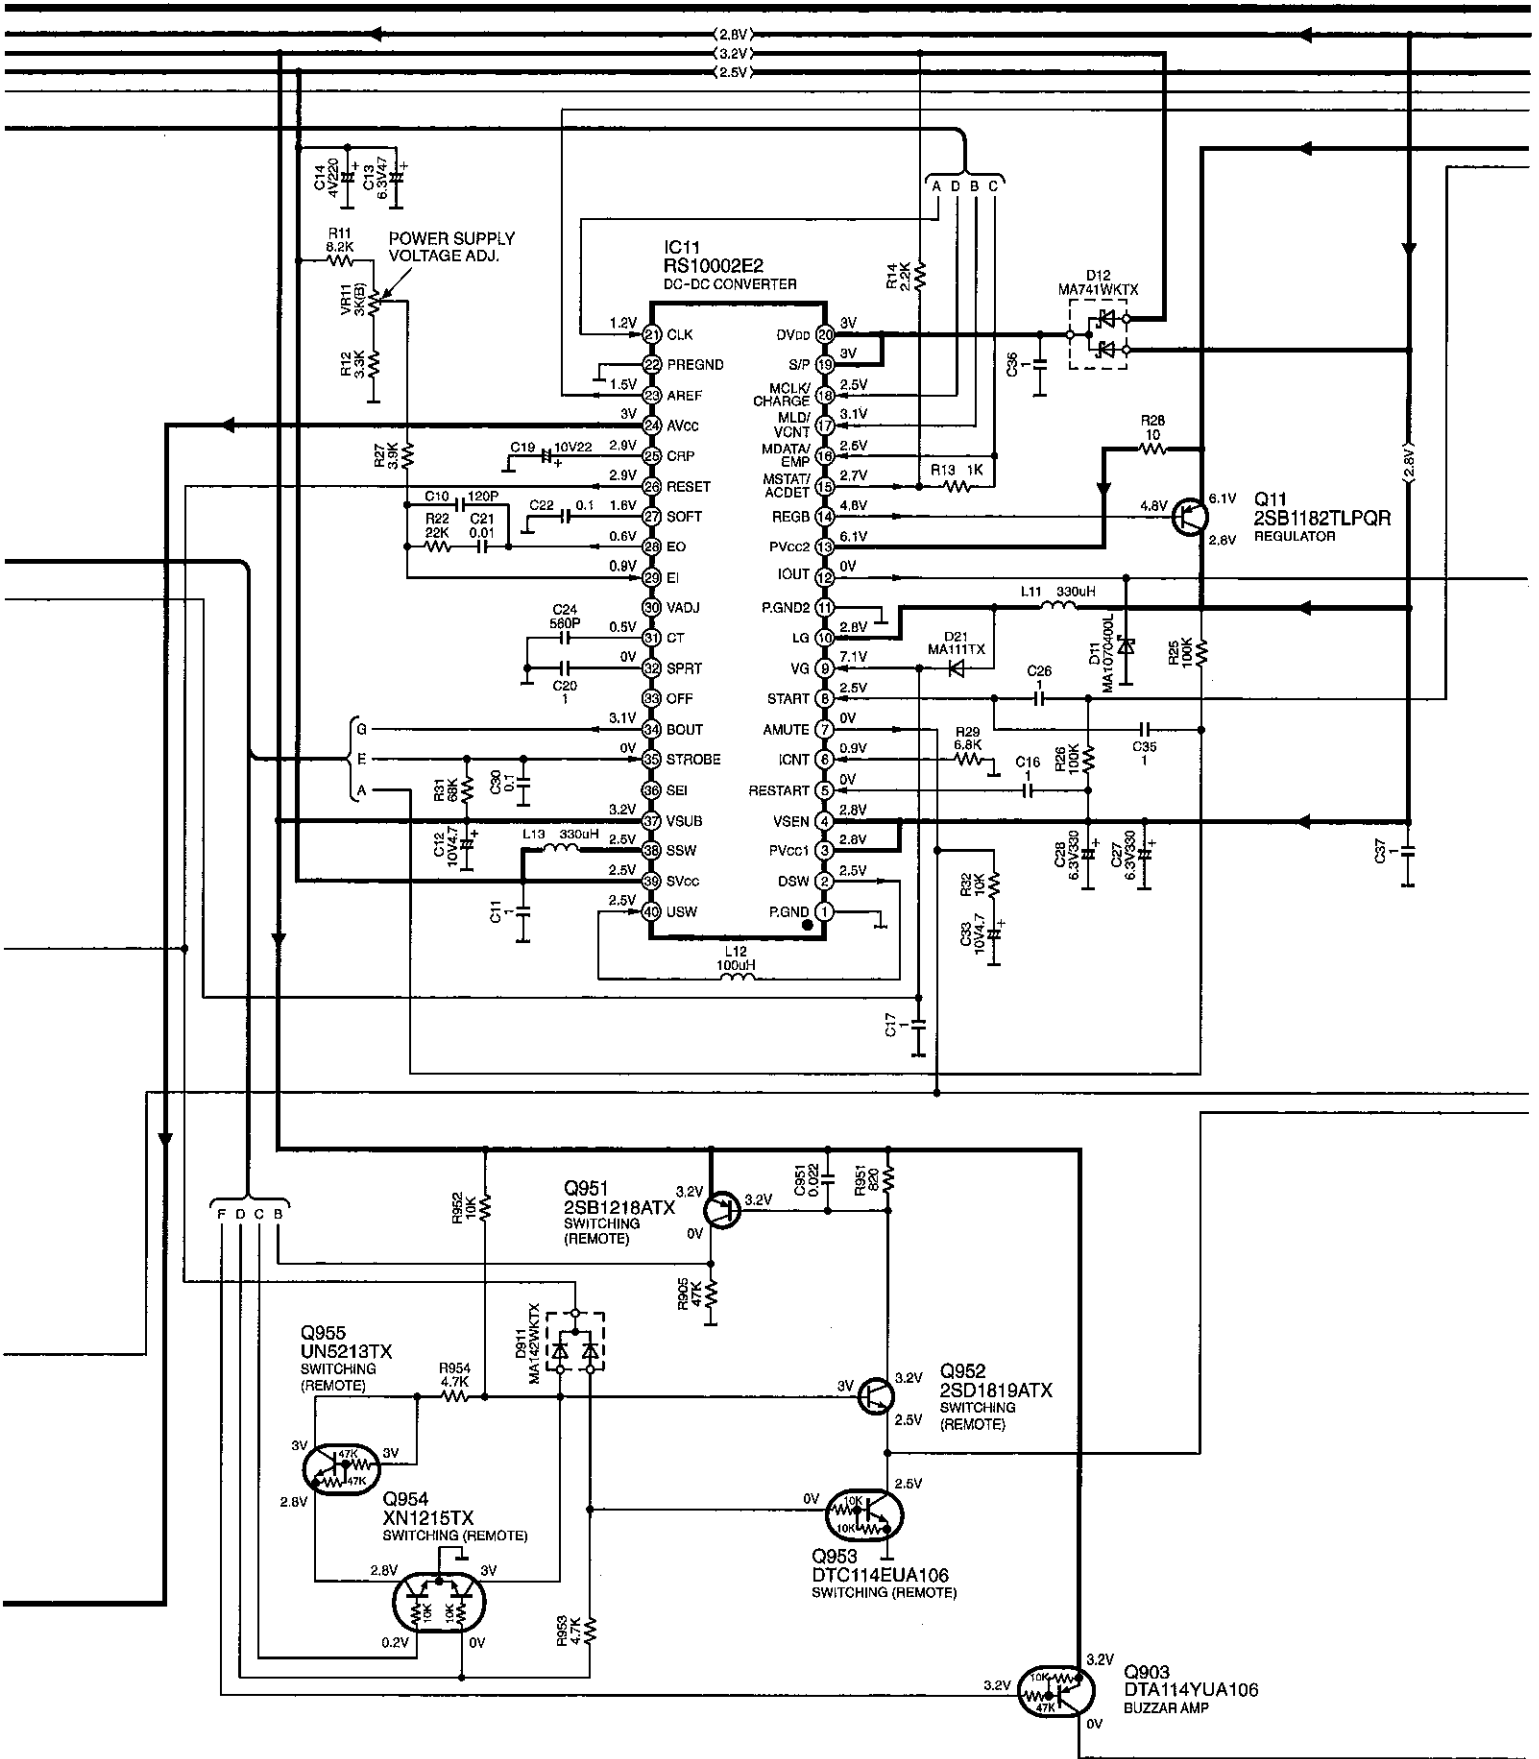 (2.8V)
(3.2V)
(2.5V)
C14
4V220
C13
6.3V47
A D B C
R11
8.2K
POWER SUPPLY
VOLTAGE ADJ.
VR11
3K(B)
R12
3.3K
R27
3.9K
IC11
RS10002E2
DC-DC CONVERTER
R14
2.2K
D12
MA741WKTX
C36
1
1.2V 21 CLK
22 PREGND
1.5V 23 AREF
3V 24 AVCC
C19 10V22 2.9V 25 CRP
2.9V 26 RESET
C10 120P
R22
22K
C21
0.01
C22 0.1 1.8V 27 SOFT
0.6V 28 EO
0.9V 29 EI
30 VADJ
C24
560P
0.5V 31 CT
0V 32 SPRT
C20
1
33 OFF
G 3.1V 34 BOUT
E 0V 35 STROBE
A
R31
68K
C30
0.1
36 SEI
3.2V 37 VSUB
C12
10V4.7
L13 330uH
2.5V 38 SSW
2.5V 39 SVCC
C11
1
2.5V 40 USW
DVDD 20 3V
S/P 19 3V
MCLK/
CHARGE 18 2.5V
MLD/
VCNT 17 3.1V
MDATA/
EMP 16 2.5V
MSTAT/
ACDET 15 2.7V
R13 1K
REGB 14 4.8V
PVCC2 13 6.1V
IOUT 12 0V
P.GND2 11
LG 10 2.8V
VG 9 7.1V
START 8 2.5V
AMUTE 7 0V
ICNT 6 0.9V
RESTART 5 0V
VSEN 4 2.8V
PVCC1 3 2.8V
DSW 2 2.5V
P.GND 1
L12
100uH
R28
10
(2.8V)
4.8V
6.1V
2.8V
Q11
2SB1182TLPQR
REGULATOR
L11 330uH
D21
MA111TX
D11
MA1070400L
R25
100K
C26
1
C35
1
R29
6.8K
R26
100K
C16
1
C28
6.3V330
C27
6.3V330
C37
1
R32
10K
C33
10V4.7
C17
1
F D C B
R952
10K
Q951
2SB1218ATX
SWITCHING
(REMOTE)
3.2V
3.2V
0V
C951
0.022
R951
820
R905
47K
D911
MA142WKTX
Q955
UN5213TX
SWITCHING
(REMOTE)
R954
4.7K
3V
47K
3V
47K
2.8V
3V
3.2V
2.5V
Q952
2SD1819ATX
SWITCHING
(REMOTE)
Q954
XN1215TX
SWITCHING (REMOTE)
2.8V
3V
10K
10K
0.2V
0V
R953
4.7K
0V
10K
10K
2.5V
Q953
DTC114EUA106
SWITCHING (REMOTE)
3.2V
3.2V
10K
47K
0V
Q903
DTA114YUA106
BUZZAR AMP